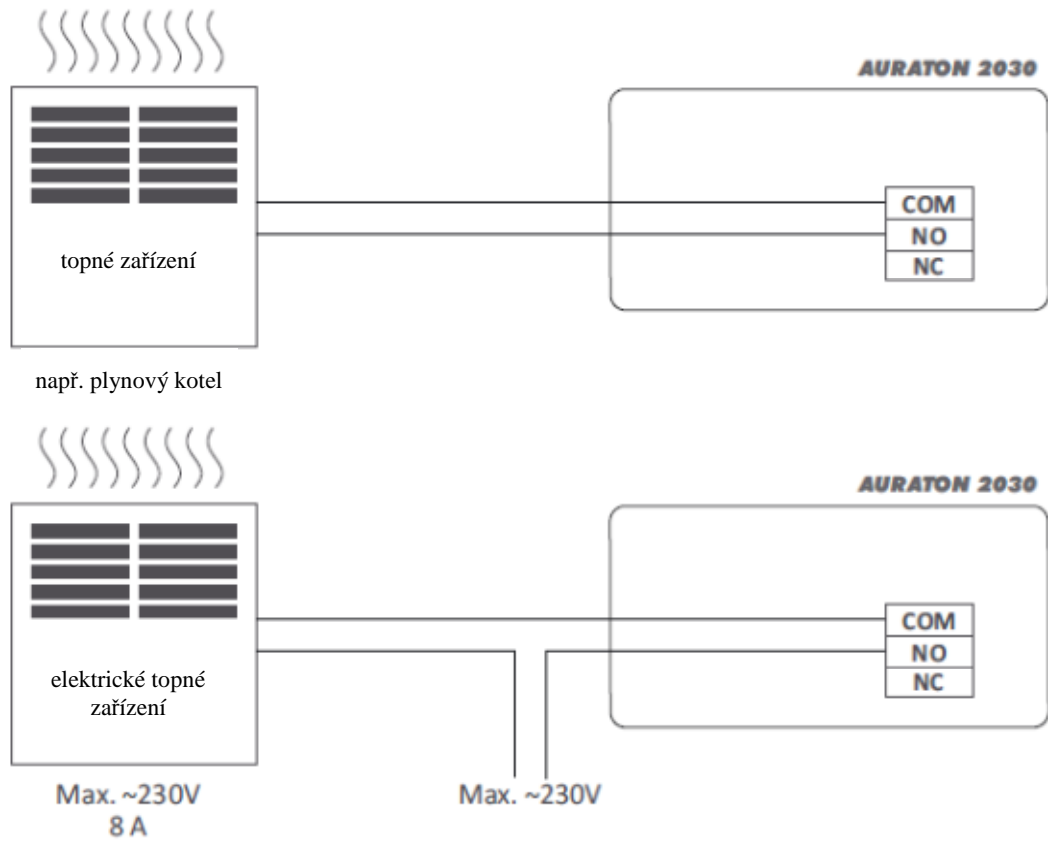 AURATON 2030
COM
NO
NC
topné zařízení
např. plynový kotel
AURATON 2030
COM
NO
NC
elektrické topné
zařízení
Max. ~230V
8 A
Max. ~230V